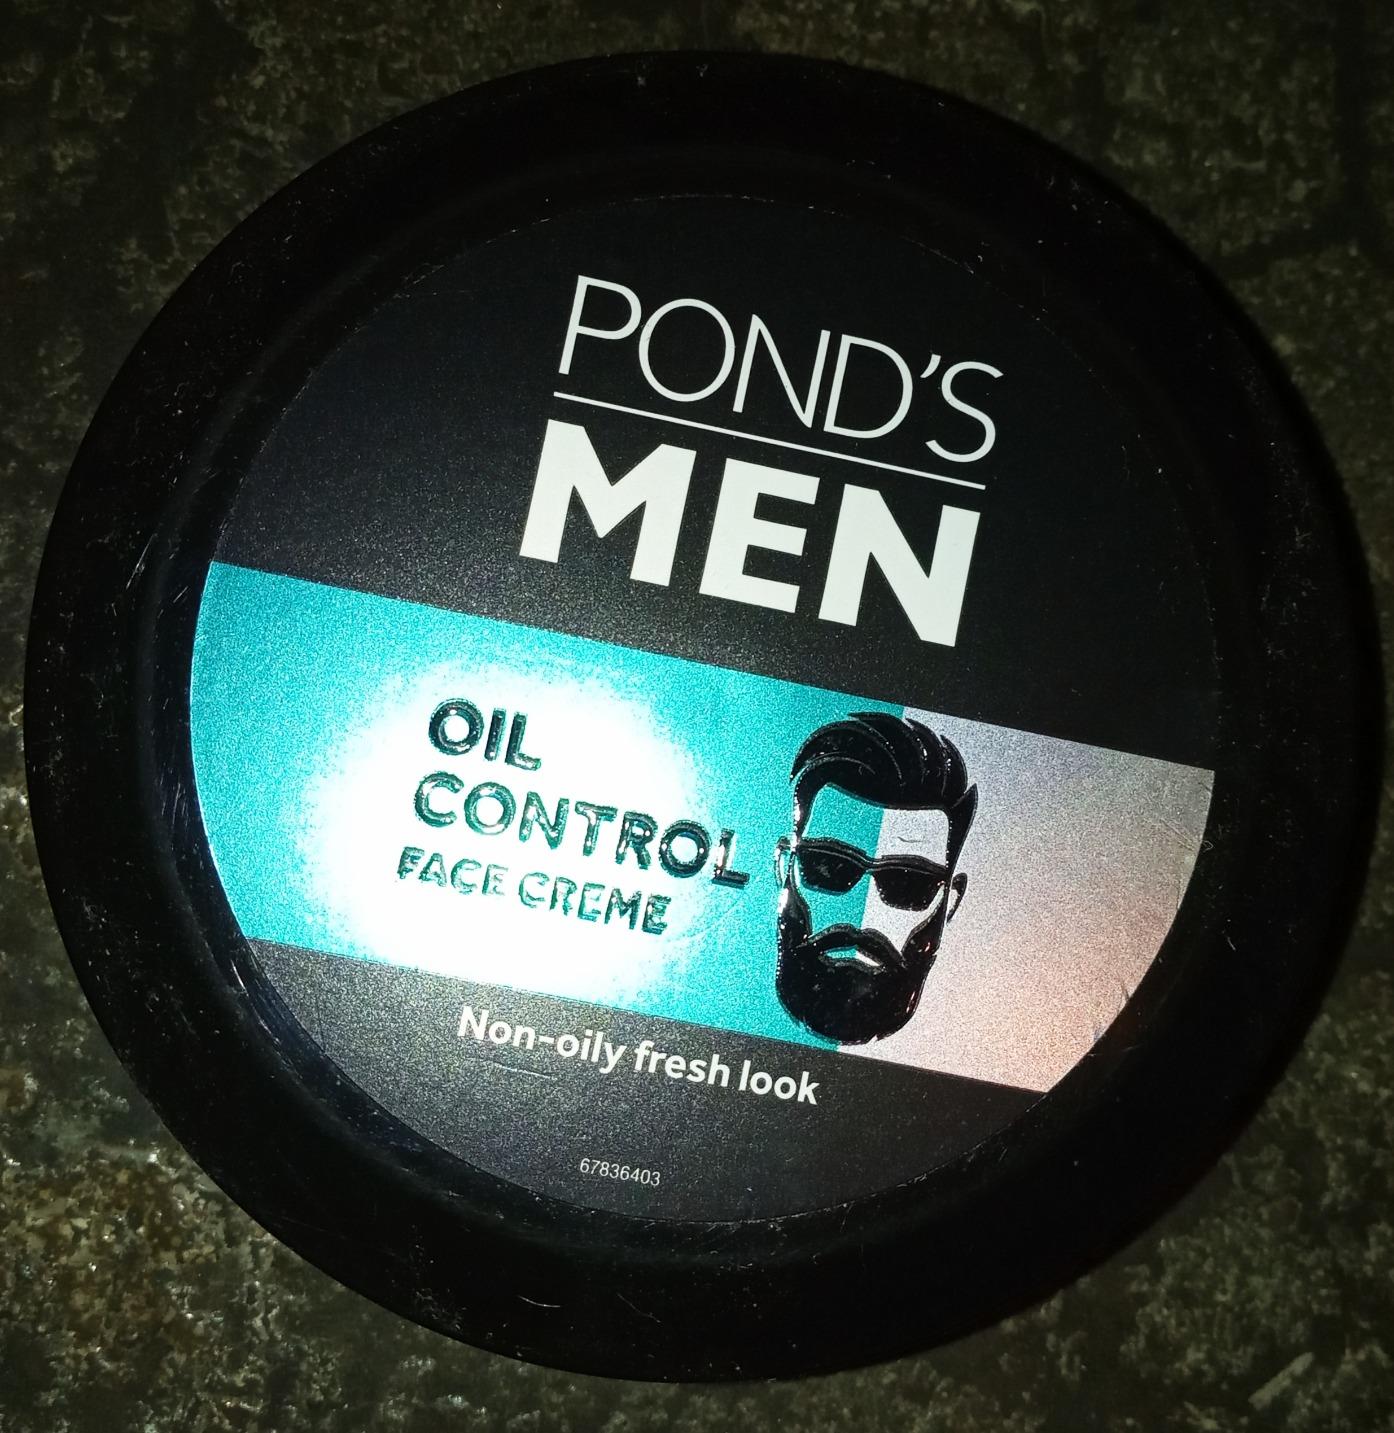 POND'S
MEN
OIL
CONTROL
FACE CREME
Non-oily fresh look
67836403